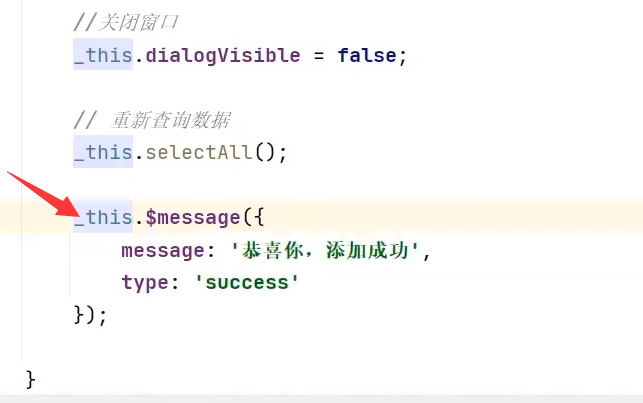 //关闭窗口
_this.dialogVisible = false;
// 重新查询数据
_this.selectAll();
_this.$message({
message: '恭喜你，添加成功',
type: 'success'
});
}